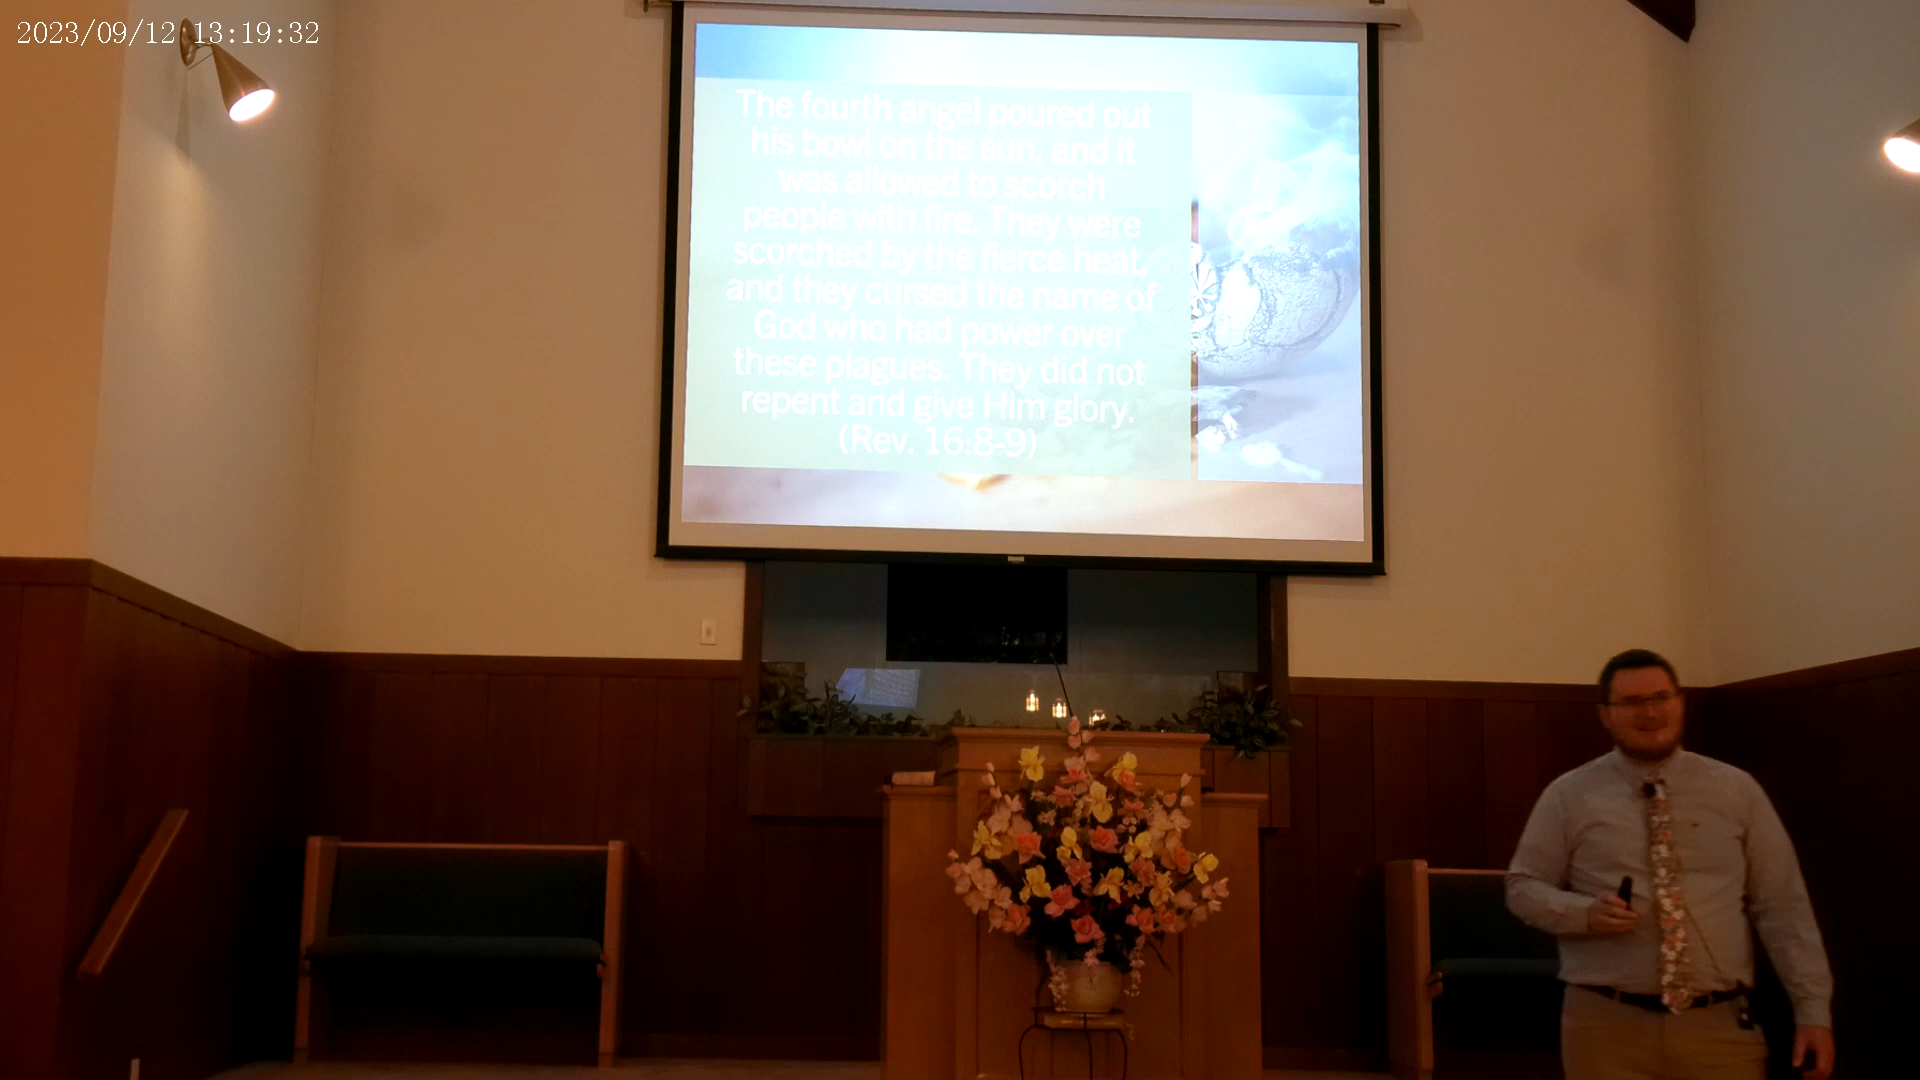 2023/09/12 13:19:32
The fourth angel poured out
his bowl on the sun, and it
was allowed to scorch
people with fire. They were
scorched by the fierce heat,
and they cursed the name of
God who had power over
these plagues. They did not
repent and give Him glory.
(Rev. 16:8-9)